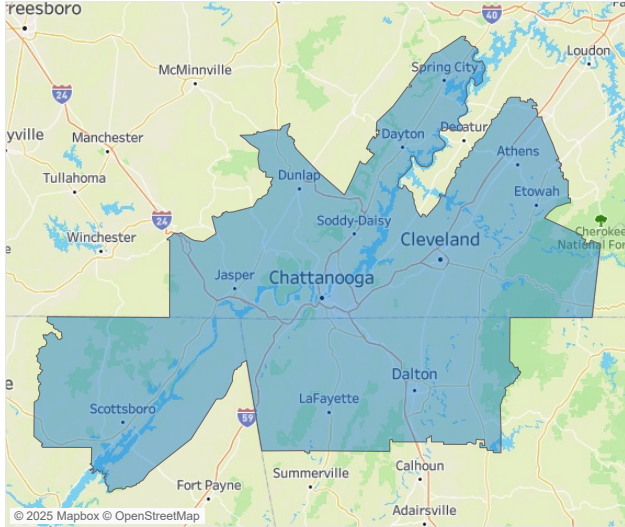 reesboro
40
Loudon
McMinnville
Spring City
24
yville
Manchester
Dayton
Decatur
Athens
Tullahoma
Dunlap
Etowah
24
Soddy-Daisy
Winchester
Cleveland
Cherokee
National For
Jasper
Chattanooga
Dalton
Scottsboro
LaFayette
59
Calhoun
Summerville
Fort Payne
Adairsville
© 2025 Mapbox © OpenStreetMap